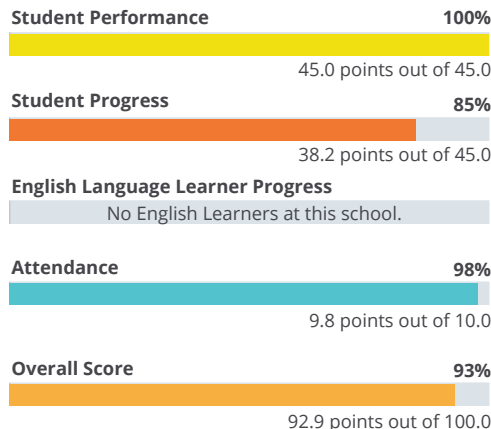 Student Performance 100%
45.0 points out of 45.0
Student Progress 85%
38.2 points out of 45.0
English Language Learner Progress
No English Learners at this school.
Attendance 98%
9.8 points out of 10.0
Overall Score 93%
92.9 points out of 100.0